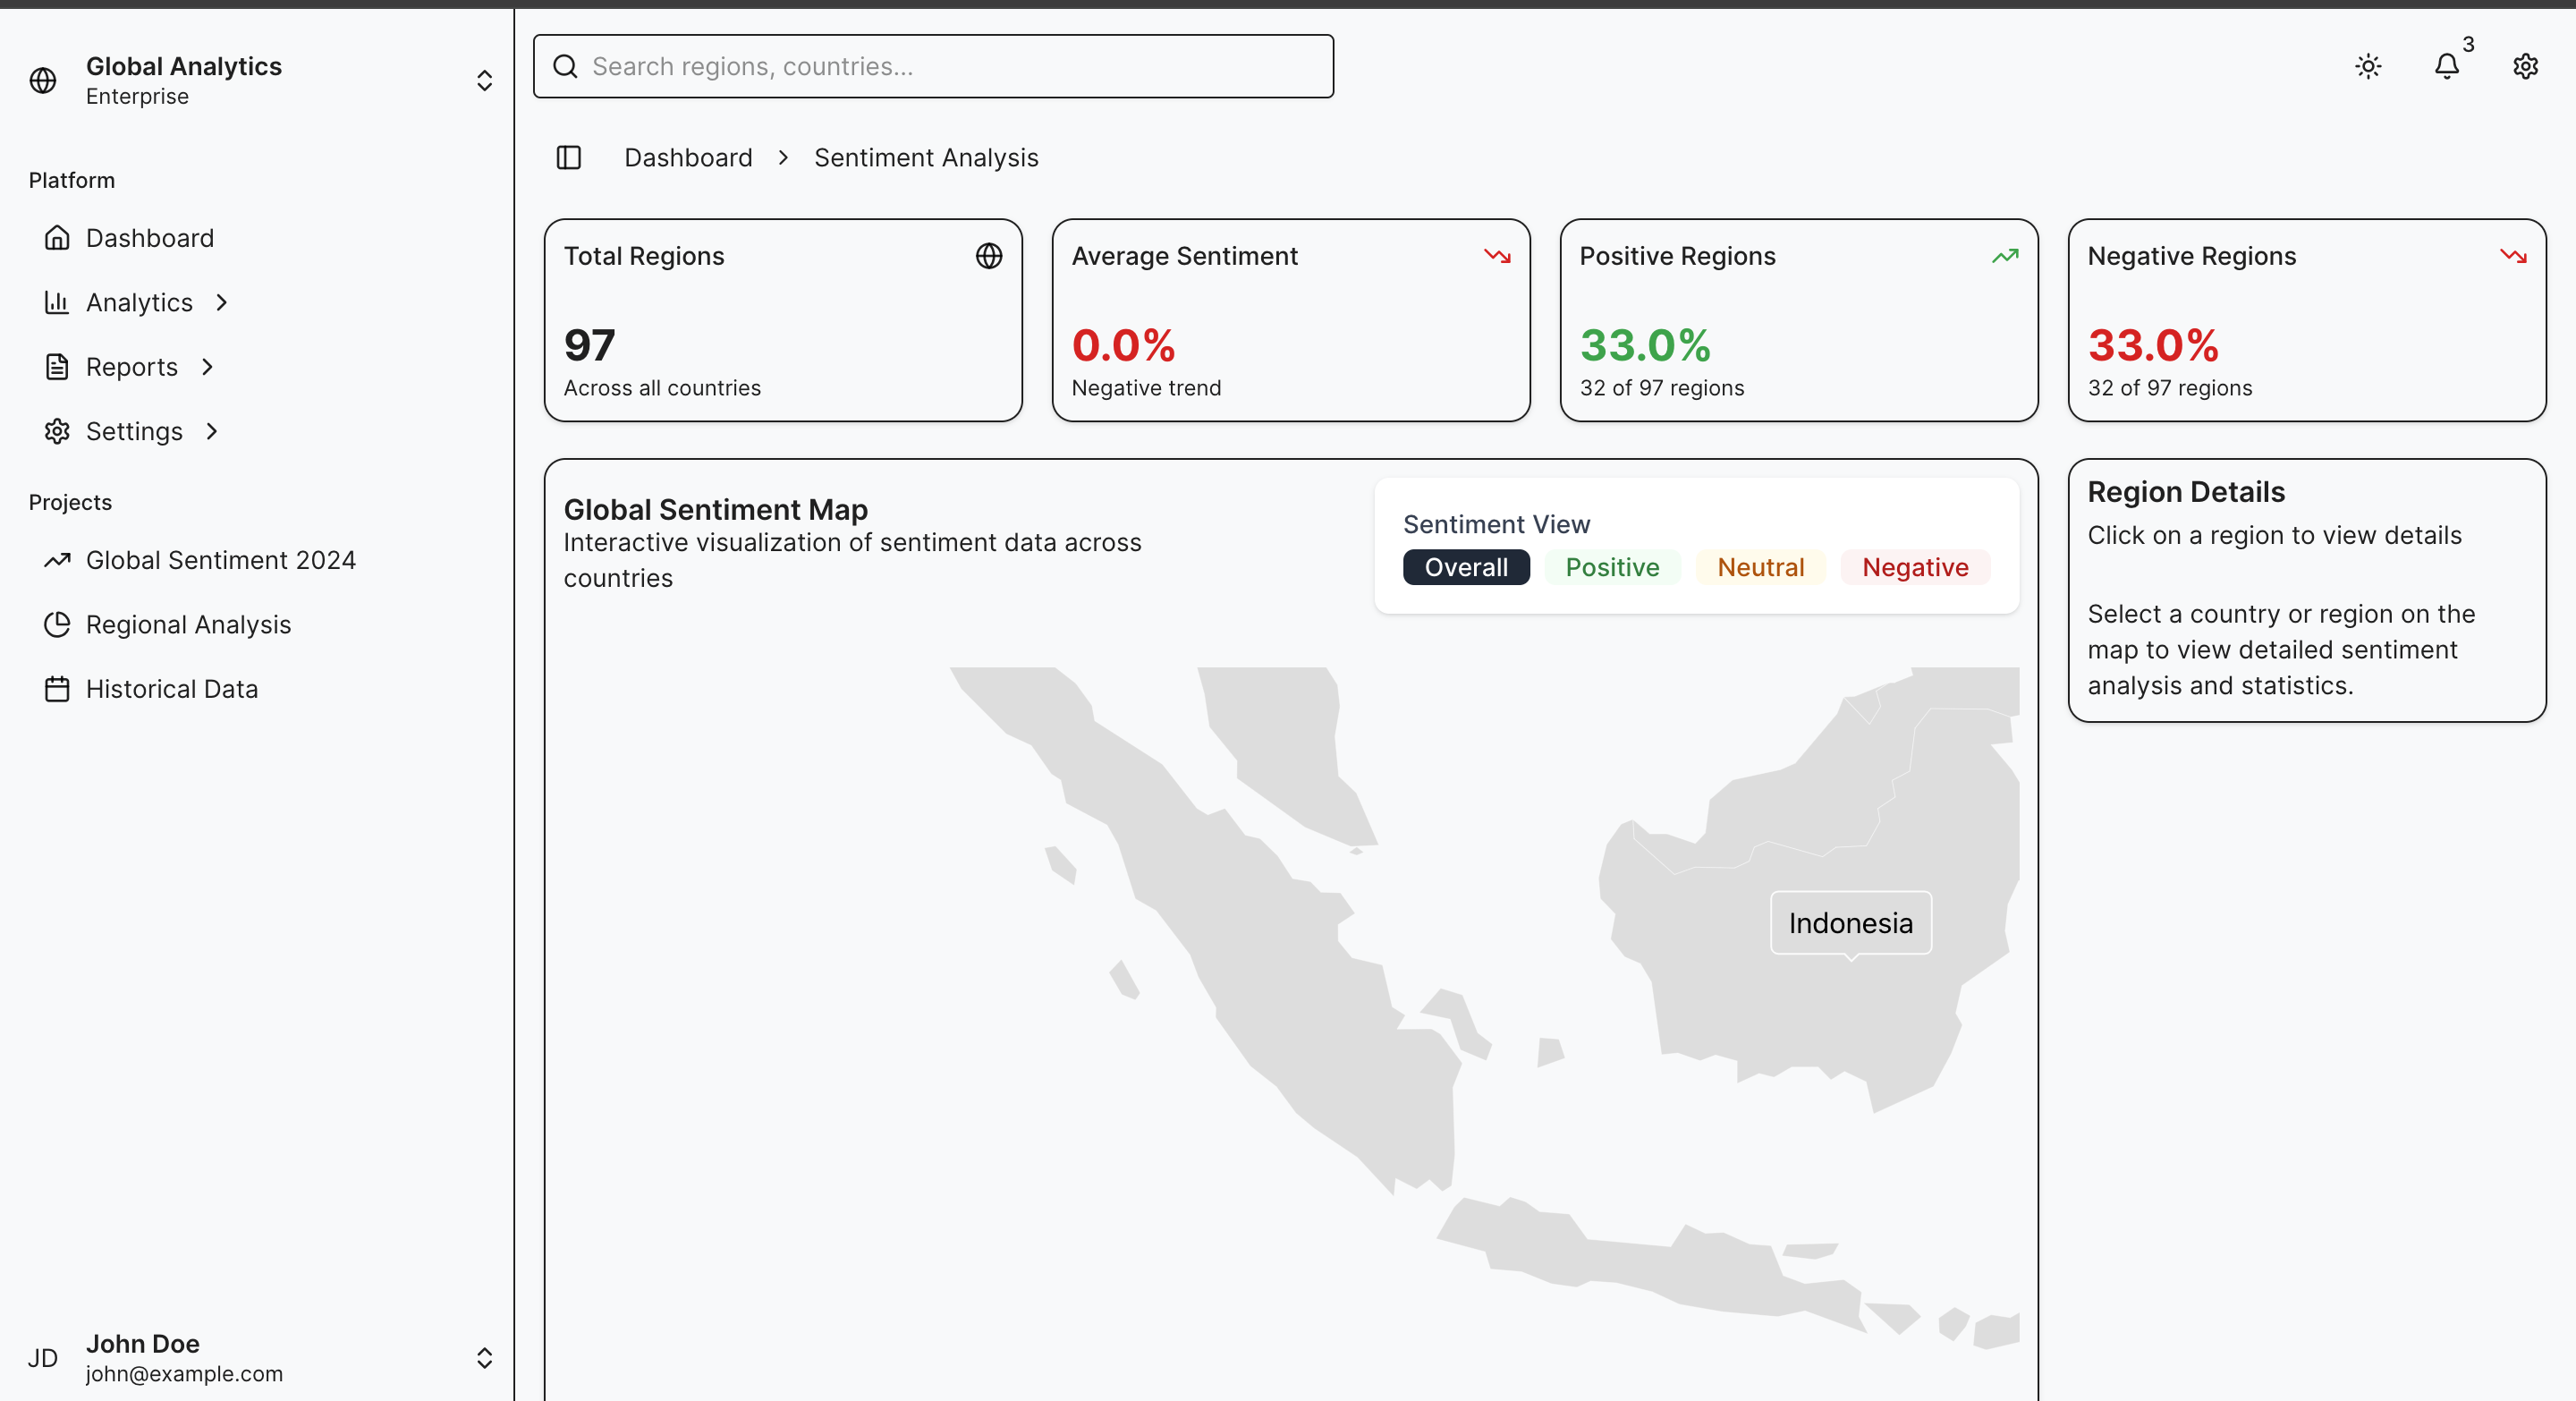 Global Analytics
Enterprise
Platform
Dashboard
Analytics
Reports
Settings
Projects
Global Sentiment 2024
Regional Analysis
Historical Data
JD
John Doe
john@example.com
Search regions, countries...
3
Dashboard
Sentiment Analysis
Total Regions
97
Across all countries
Average Sentiment
0.0%
Negative trend
Positive Regions
33.0%
32 of 97 regions
Negative Regions
33.0%
32 of 97 regions
Global Sentiment Map
Interactive visualization of sentiment data across
countries
Sentiment View
Overall
Positive
Neutral
Negative
Indonesia
Region Details
Click on a region to view details
Select a country or region on the
map to view detailed sentiment
analysis and statistics.